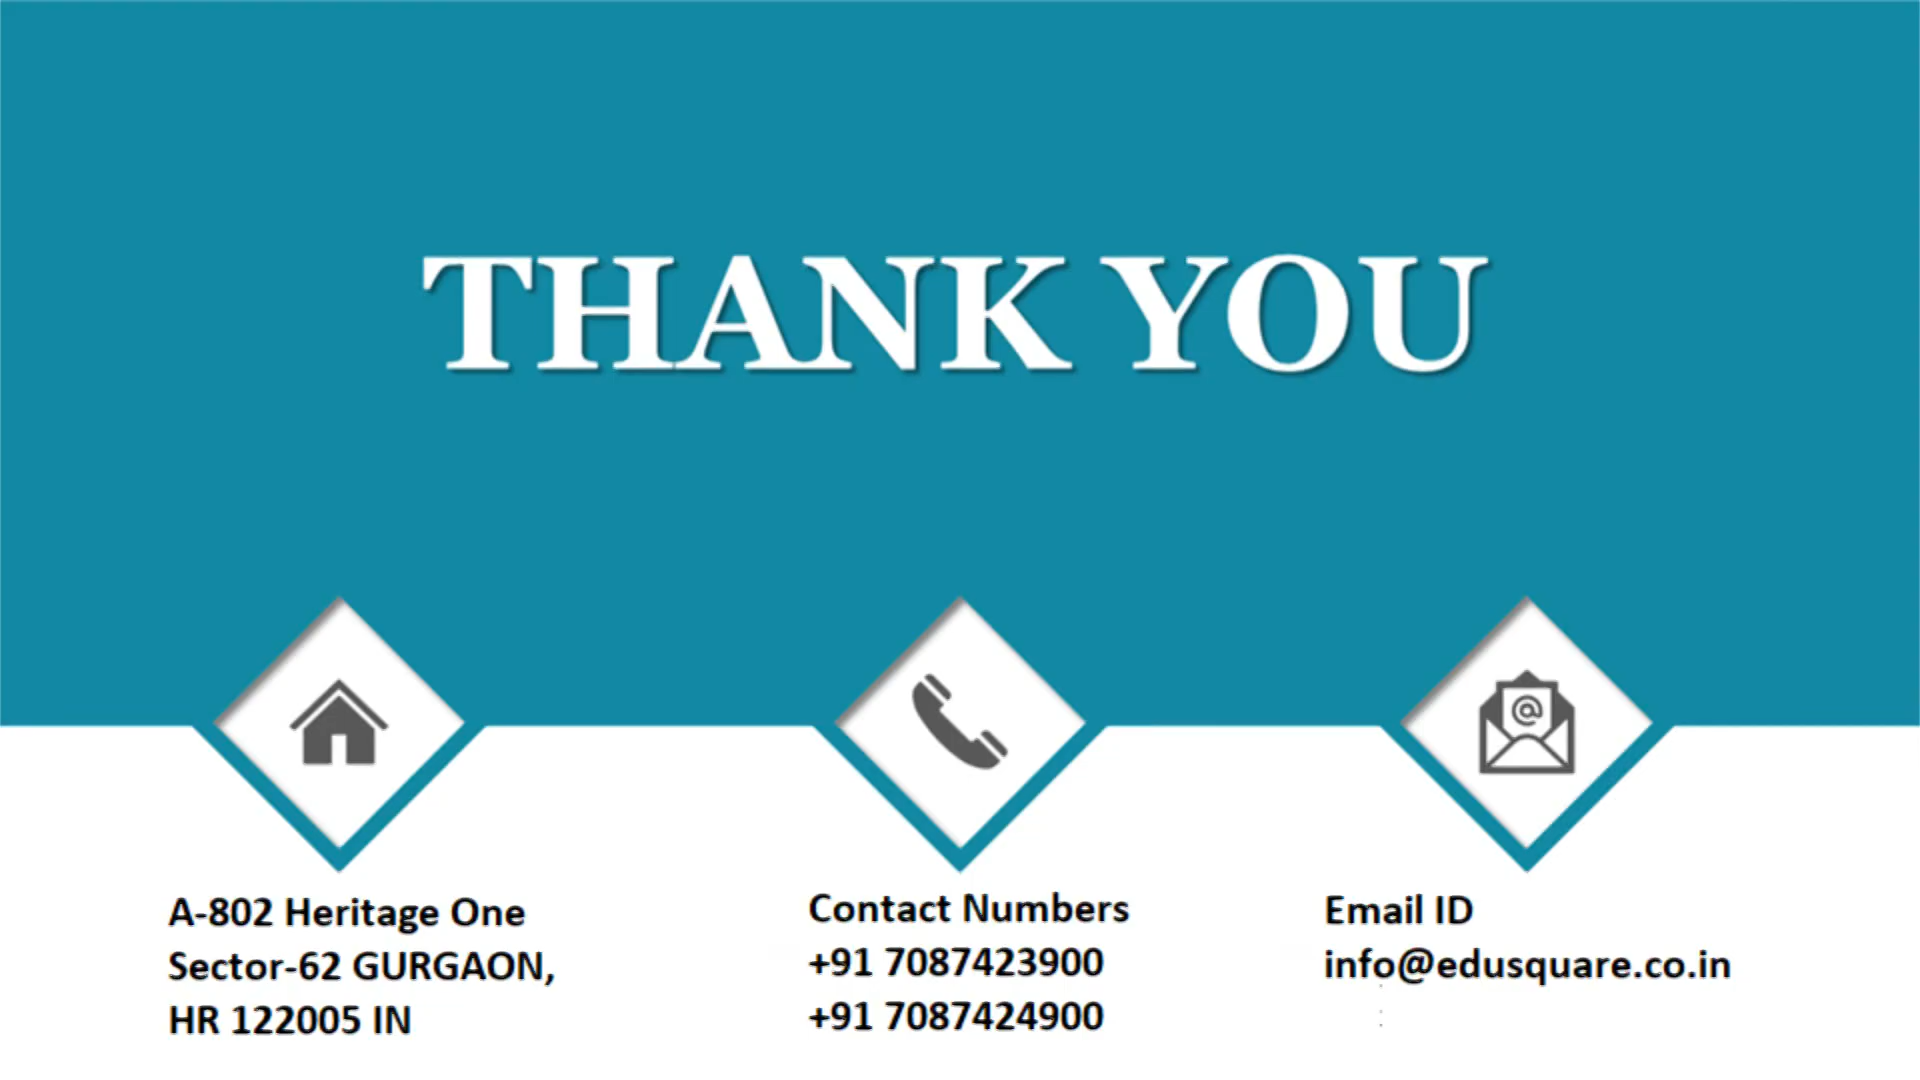 THANK YOU
A-802 Heritage One
Sector-62 GURGAON,
HR 122005 IN
Contact Numbers
+91 7087423900
+91 7087424900
Email ID
info@edusquare.co.in